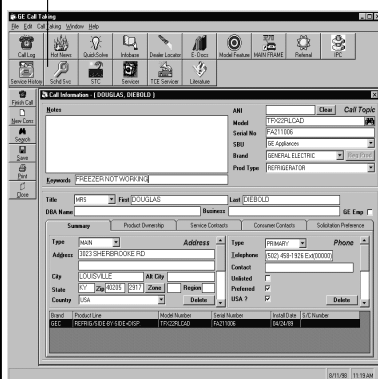 GE Call Taking
File Edit Call Taking Window Help
Call Log Hot News QuickSolve Infobase Dealer Locator E-Docs Model Feature MAIN FRAME Referral IPC
Service History Schd Svc STC Servicer TCE Servicer Literature
Finish Call
New Cons
Search
Save
Print
Close
Call Information - [ DOUGLAS, DIEBOLD ]
Notes
ANI Clear Call Topic
Model TFX22RLCAD
Serial No FA211006
SBU GE Appliances
Brand GENERAL ELECTRIC Reg Prod
Prod Type REFRIGERATOR
Keywords FREEZER NOT WORKING
Title MRS First DOUGLAS Last DIEBOLD
DBA Name Business GE Emp
Summary Product Ownership Service Contracts Consumer Contacts Solicitation Preference
Type MAIN Address
Address 3023 SHERBROOKE RD
City LOUISVILLE Alt City
State KY Zip 40205 2917 Zone Region
Country USA Delete
Type PRIMARY Phone
Telephone (502) 458-1926 Ext(00000)
Contact
Unlisted
Preferred
USA ? Delete
Brand Product Line Model Number Serial Number Install Date S/C Number
GEC REFRIG/SIDE-BY-SIDE+DISP. TFX22RLCAD FA211006 04/24/89
8/11/98 11:19 AM